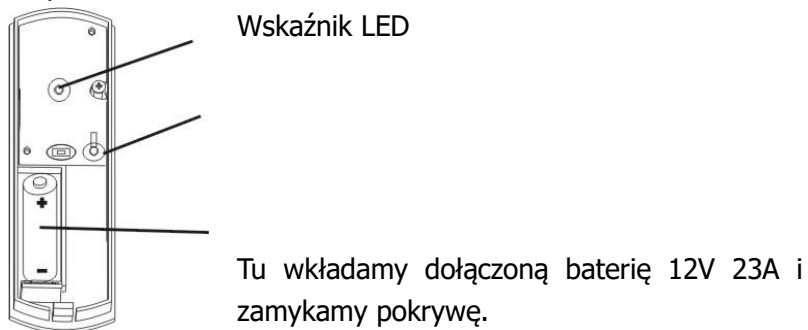 Wskaźnik LED
+
-
Tu wkładamy dołączoną baterię 12V 23A i
zamykamy pokrywę.